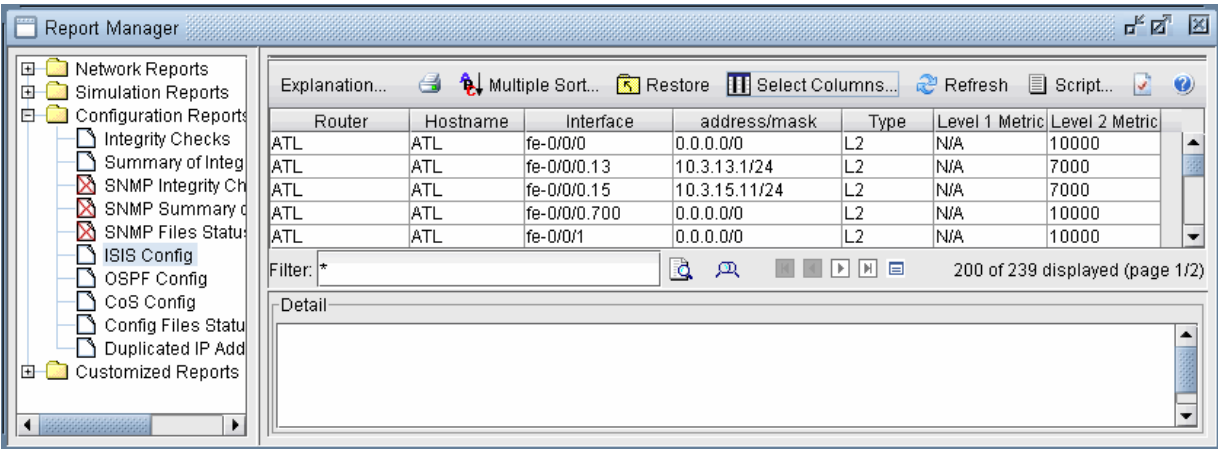 Report Manager
Network Reports
Simulation Reports
Configuration Reports
Integrity Checks
Summary of Integ
SNMP Integrity Ch
SNMP Summary o
SNMP Files Status
ISIS Config
OSPF Config
CoS Config
Config Files Statu
Duplicated IP Add
Customized Reports
Explanation... Multiple Sort... Restore Select Columns... Refresh Script...
Router Hostname Interface address/mask Type Level 1 Metric Level 2 Metric
ATL ATL fe-0/0/0 0.0.0.0/0 L2 N/A 10000
ATL ATL fe-0/0/0.13 10.3.13.1/24 L2 N/A 7000
ATL ATL fe-0/0/0.15 10.3.15.11/24 L2 N/A 7000
ATL ATL fe-0/0/0.700 0.0.0.0/0 L2 N/A 10000
ATL ATL fe-0/0/1 0.0.0.0/0 L2 N/A 10000
Filter: * 200 of 239 displayed (page 1/2)
Detail